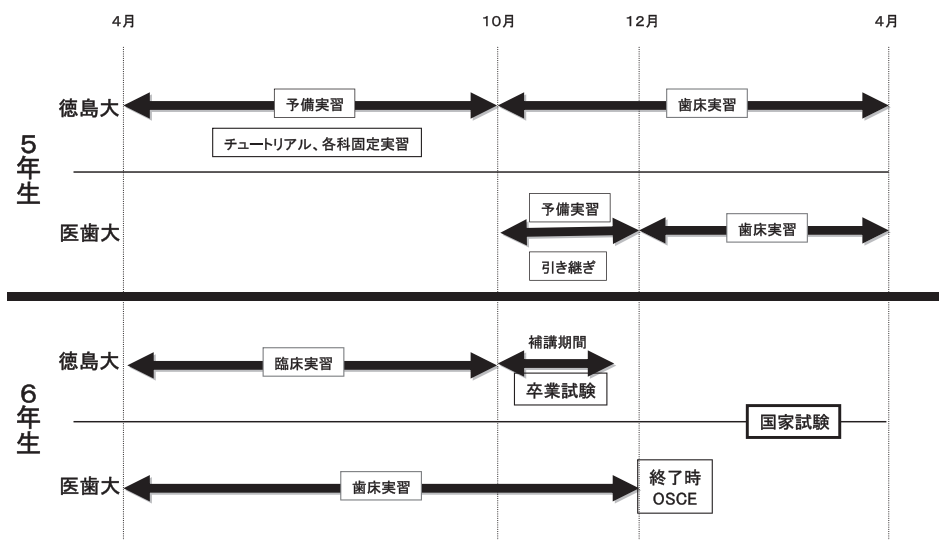 4月
10月
12月
4月
5年生
徳島大
予備実習
歯床実習
チュートリアル、各科固定実習
医歯大
予備実習
歯床実習
引き継ぎ
6年生
徳島大
臨床実習
補講期間
卒業試験
国家試験
医歯大
歯床実習
終了時
OSCE